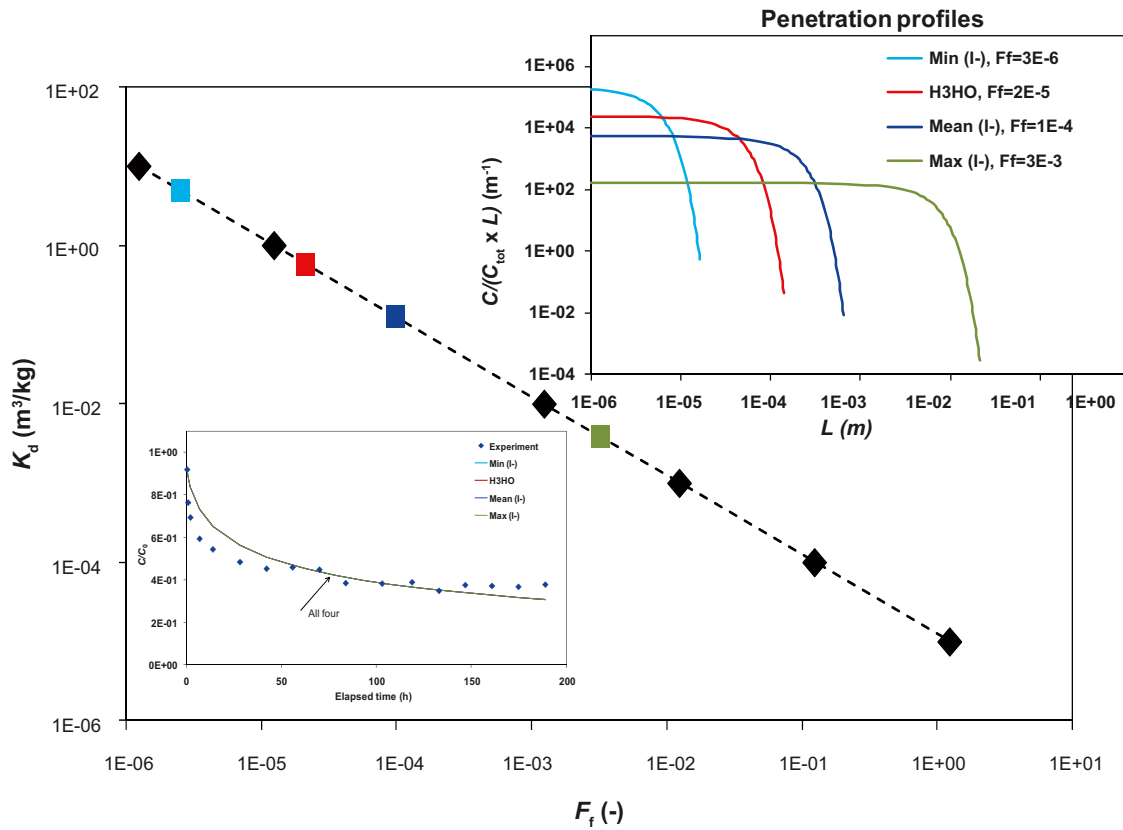 Penetration profiles
1E+06
1E+04
1E+02
1E+00
1E-02
1E-04
C/(Ctot x L) (m-1)
Min (I-), Ff=3E-6
H3HO, Ff=2E-5
Mean (I-), Ff=1E-4
Max (I-), Ff=3E-3
1E-06 1E-05 1E-04 1E-03 1E-02 1E-01 1E+00
L (m)
1E+02
1E+00
1E-02
1E-04
1E-06
Kd (m3/kg)
1E+00
8E-01
6E-01
4E-01
2E-01
0E+00
C/C0
Experiment
Min (I-)
H3HO
Mean (I-)
Max (I-)
All four
0 50 100 150 200
Elapsed time (h)
1E-06 1E-05 1E-04 1E-03 1E-02 1E-01 1E+00 1E+01
Ff (-)